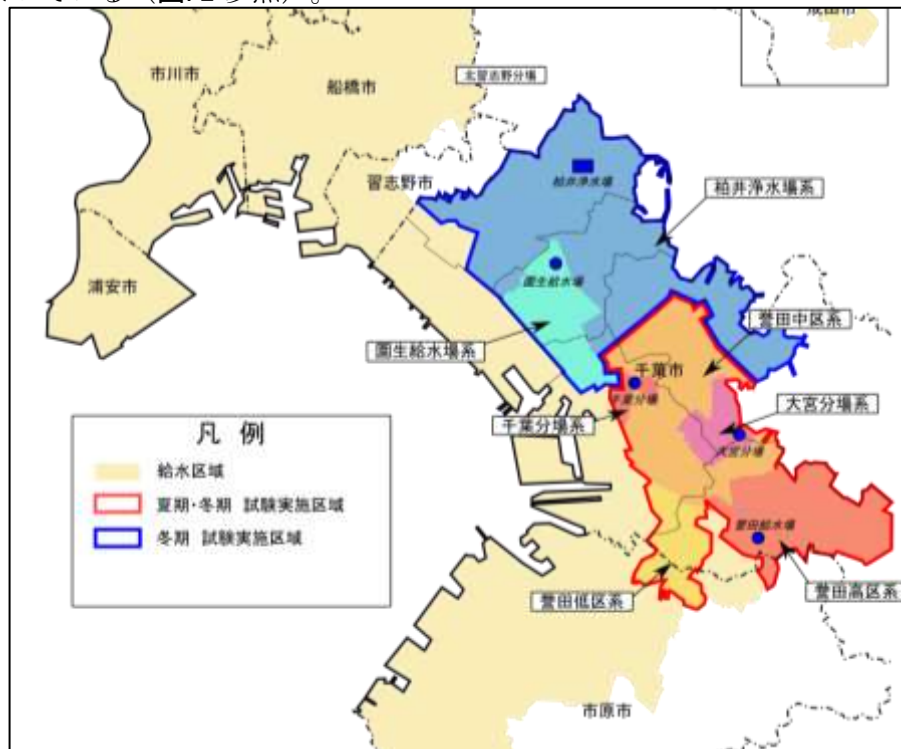 成田市
市川市
船橋市
北習志野分場
習志野市
柏井浄水場
柏井浄水場系
浦安市
園生給水場
誉田中区系
園生給水場系
千葉市
千葉分場
大宮分場系
千葉分場系
大宮分場
凡 例
給水区域
夏期・冬期 試験実施区域
冬期 試験実施区域
誉田給水場
誉田低区系
誉田高区系
市原市